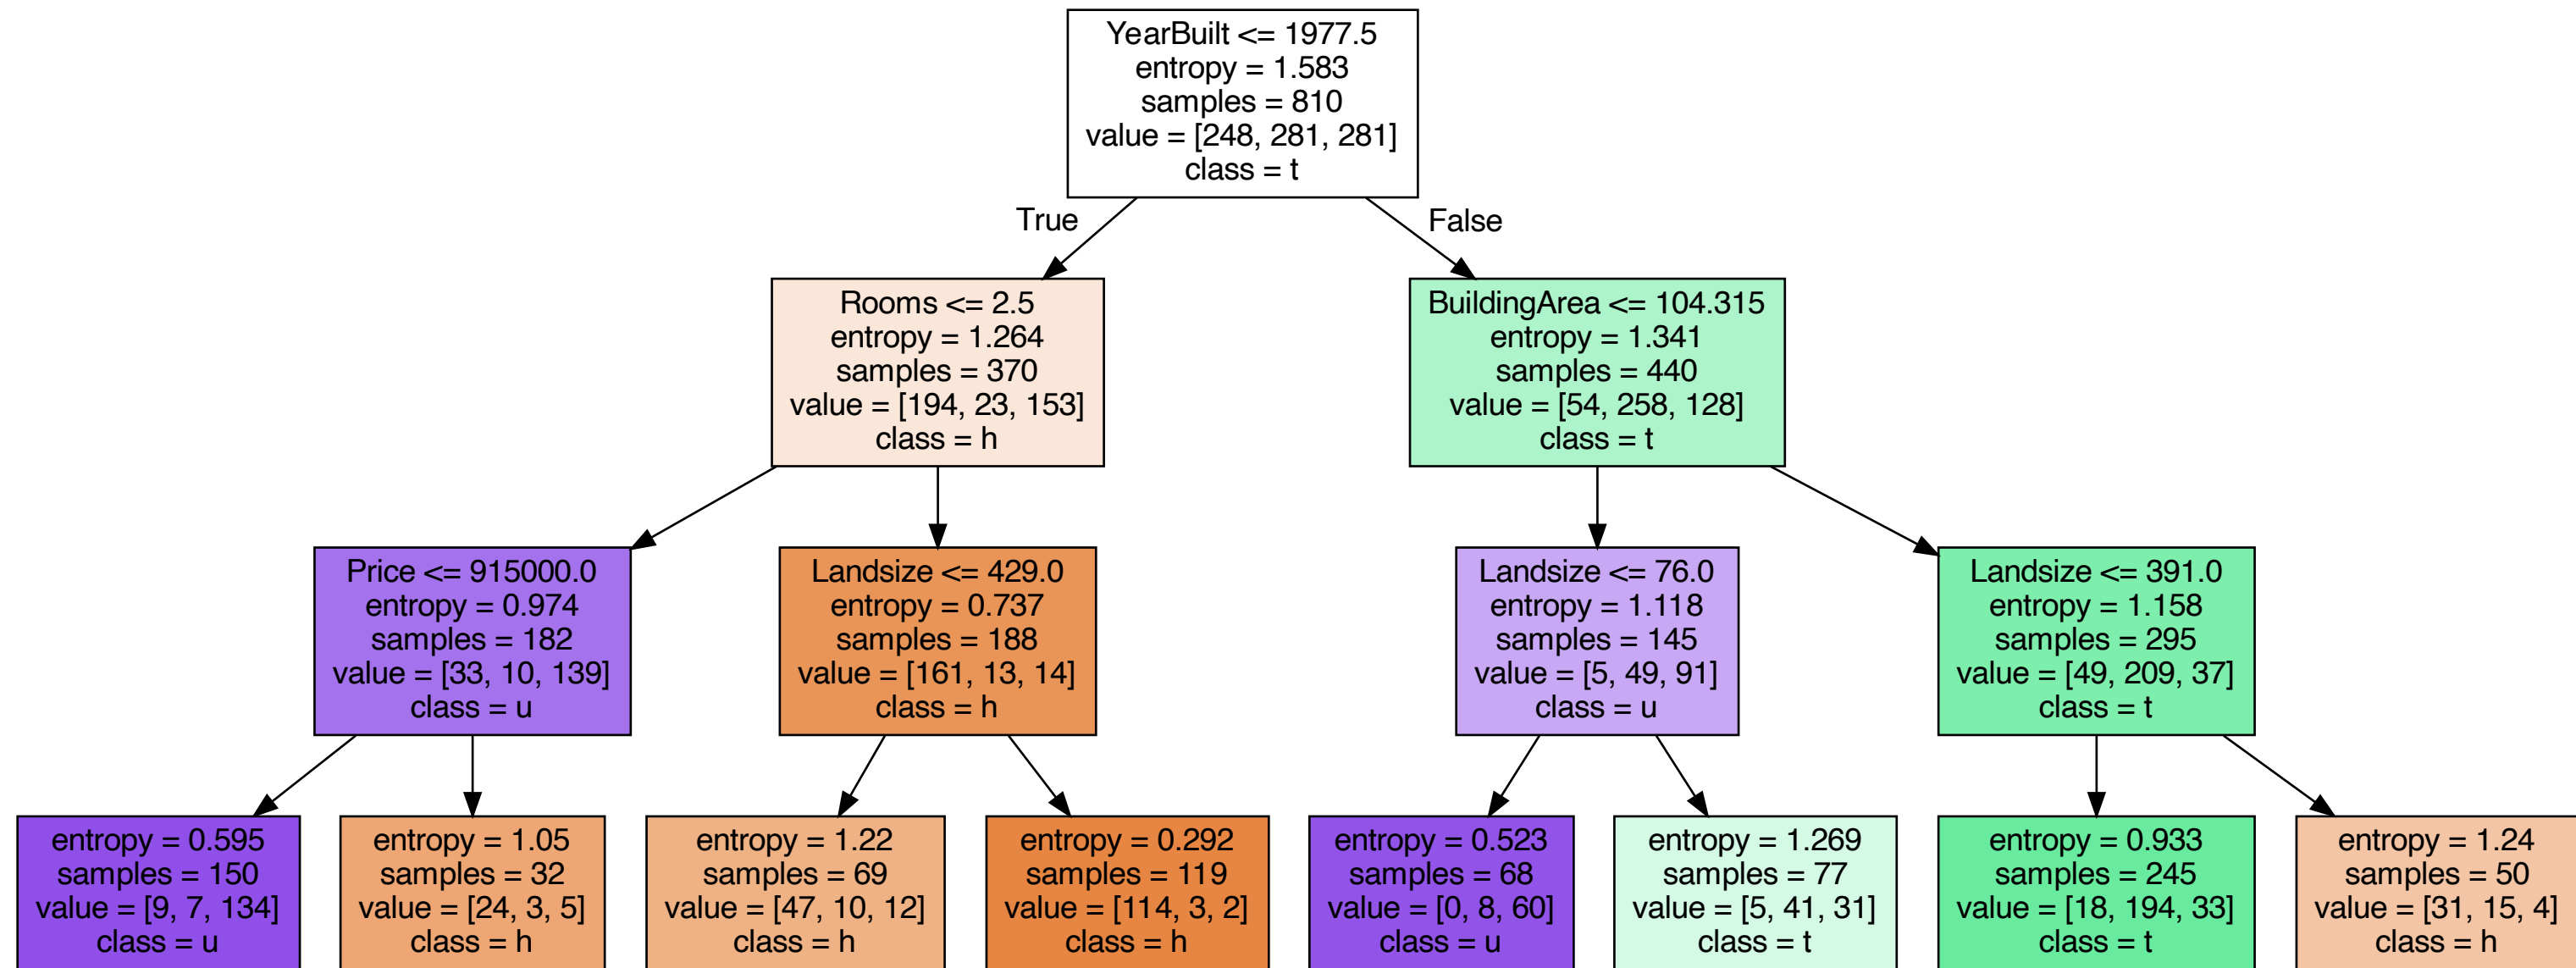 YearBuilt <= 1977.5
entropy = 1.583
samples = 810
value = [248, 281, 281]
class = t
True
False
Rooms <= 2.5
entropy = 1.264
samples = 370
value = [194, 23, 153]
class = h
BuildingArea <= 104.315
entropy = 1.341
samples = 440
value = [54, 258, 128]
class = t
Price <= 915000.0
entropy = 0.974
samples = 182
value = [33, 10, 139]
class = u
Landsize <= 429.0
entropy = 0.737
samples = 188
value = [161, 13, 14]
class = h
Landsize <= 76.0
entropy = 1.118
samples = 145
value = [5, 49, 91]
class = u
Landsize <= 391.0
entropy = 1.158
samples = 295
value = [49, 209, 37]
class = t
entropy = 0.595
samples = 150
value = [9, 7, 134]
class = u
entropy = 1.05
samples = 32
value = [24, 3, 5]
class = h
entropy = 1.22
samples = 69
value = [47, 10, 12]
class = h
entropy = 0.292
samples = 119
value = [114, 3, 2]
class = h
entropy = 0.523
samples = 68
value = [0, 8, 60]
class = u
entropy = 1.269
samples = 77
value = [5, 41, 31]
class = t
entropy = 0.933
samples = 245
value = [18, 194, 33]
class = t
entropy = 1.24
samples = 50
value = [31, 15, 4]
class = h